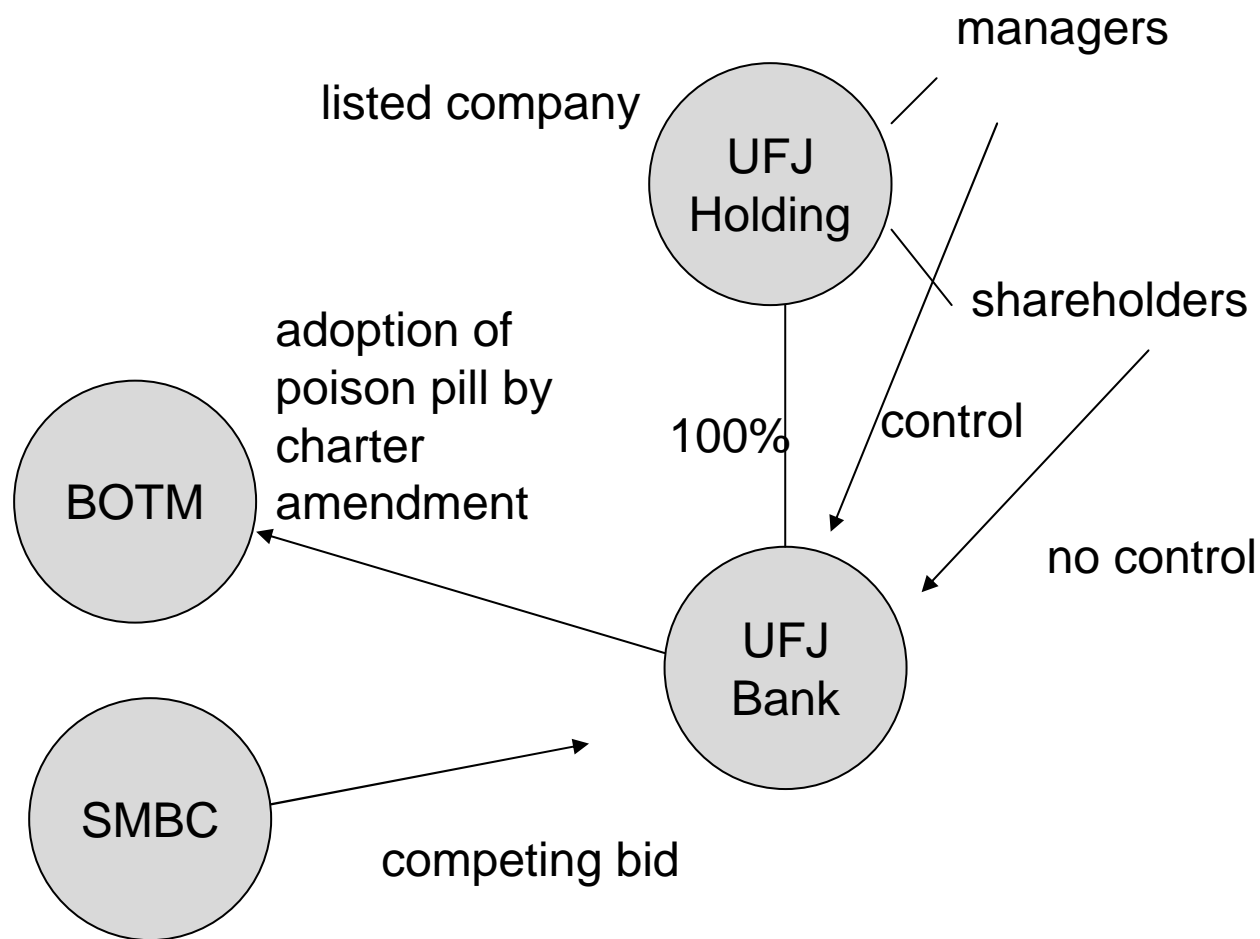 managers
listed company
UFJ
Holding
shareholders
adoption of
poison pill by
charter
amendment
100%
control
BOTM
no control
UFJ
Bank
SMBC
competing bid